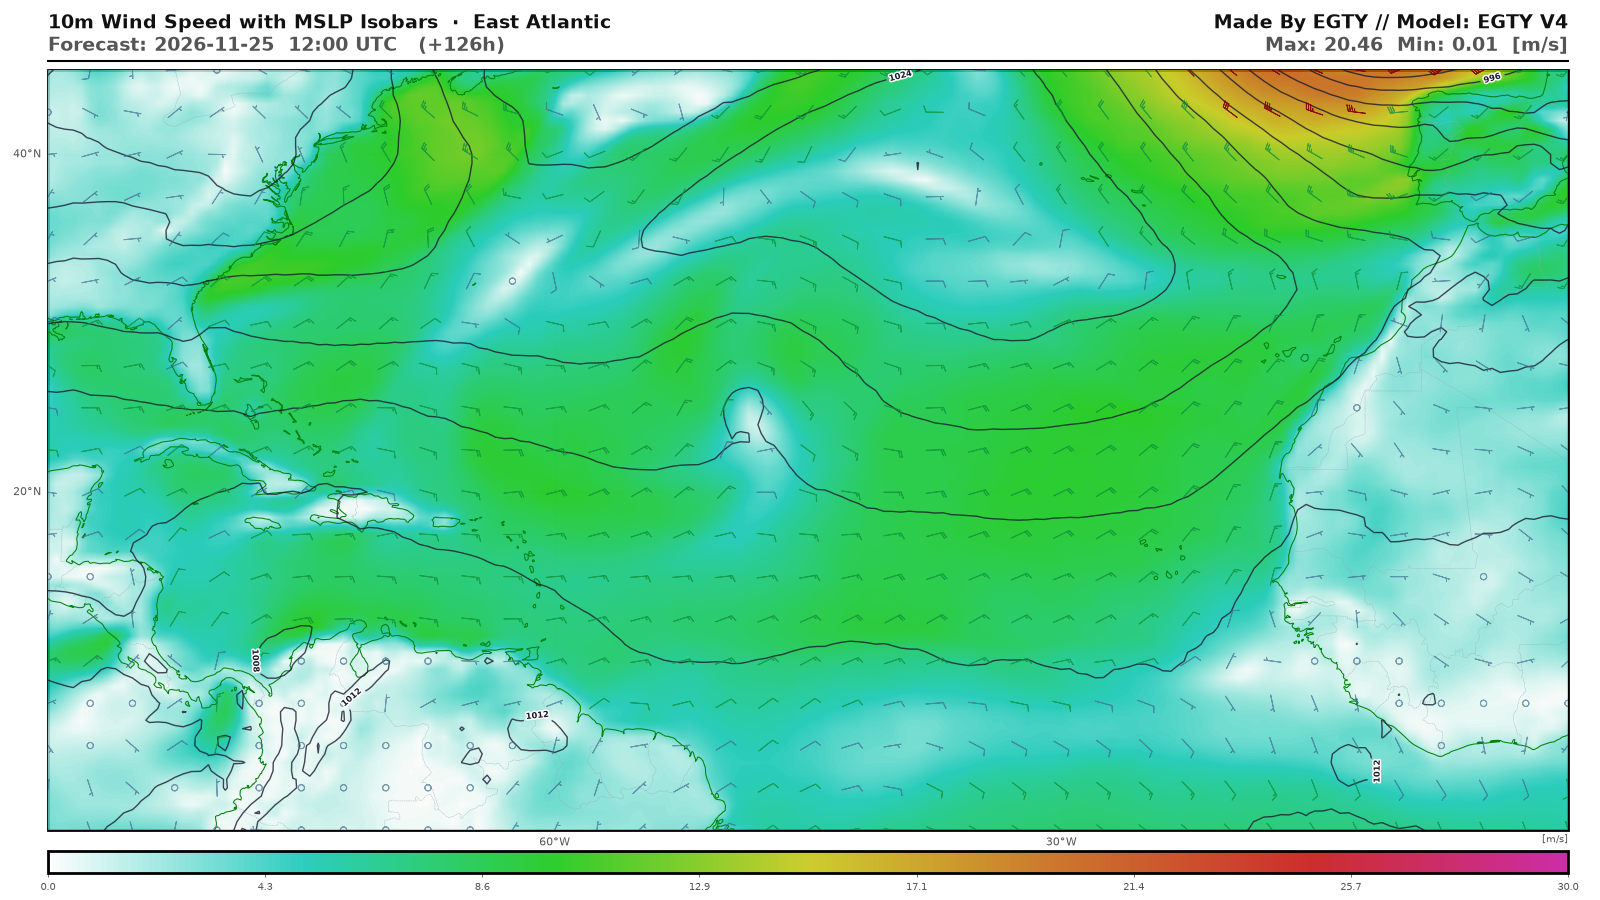 10m Wind Speed with MSLP Isobars · East Atlantic
Made By EGTY // Model: EGTY V4
Forecast: 2026-11-25 12:00 UTC (+126h)
Max: 20.46 Min: 0.01 [m/s]
1024
996
40°N
20°N
1008
1012
1012
1012
60°W
30°W
[m/s]
0.0
4.3
8.6
12.9
17.1
21.4
25.7
30.0